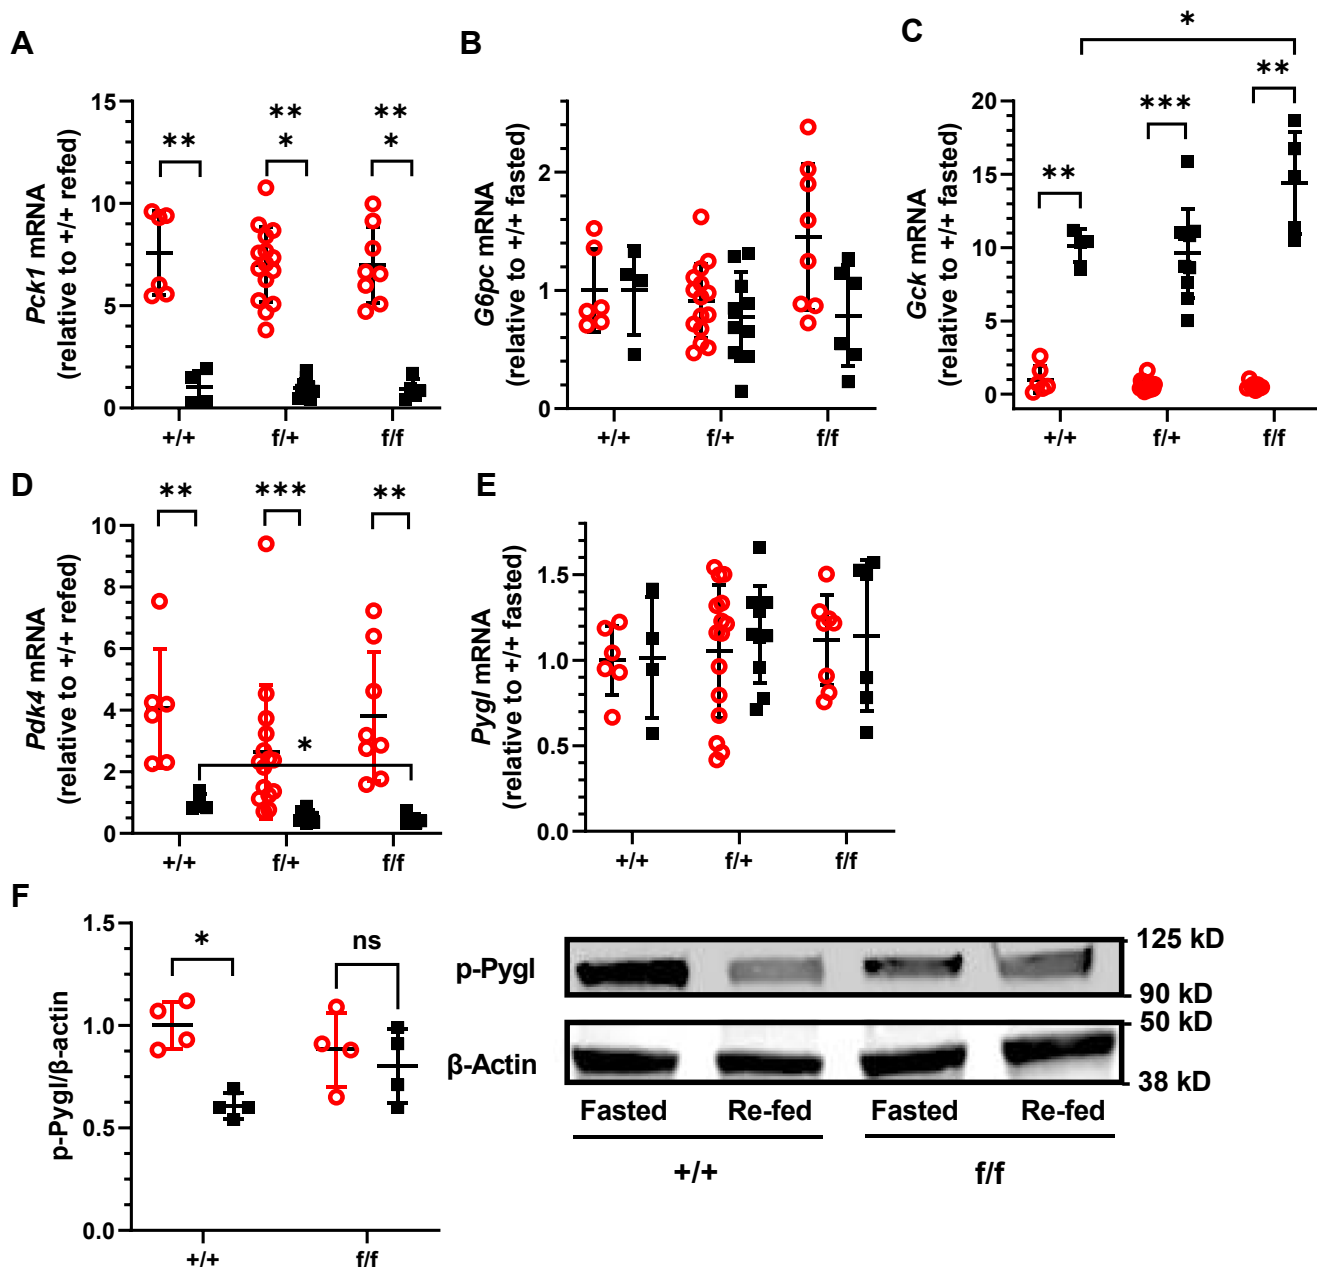 A
Pck1 mRNA
(relative to +/+ refed)
15
10
5
0
**
**
*
**
*
+/+
f/+
f/f
B
G6pc mRNA
(relative to +/+ fasted)
2
1
0
+/+
f/+
f/f
C
Gck mRNA
(relative to +/+ fasted)
20
15
10
5
0
*
**
***
**
+/+
f/+
f/f
D
Pdk4 mRNA
(relative to +/+ refed)
10
8
6
4
2
0
**
***
**
*
+/+
f/+
f/f
E
Pygl mRNA
(relative to +/+ fasted)
1.5
1.0
0.5
0.0
+/+
f/+
f/f
F
p-Pygl/β-actin
1.5
1.0
0.5
0.0
*
ns
+/+
f/f
p-Pygl
125 kD
90 kD
β-Actin
50 kD
38 kD
Fasted Re-fed Fasted Re-fed
+/+ f/f